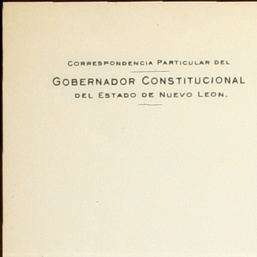 CORRESPONDENCIA PARTICULAR DEL
GOBERNADOR CONSTITUCIONAL
DEL ESTADO DE NUEVO LEON.